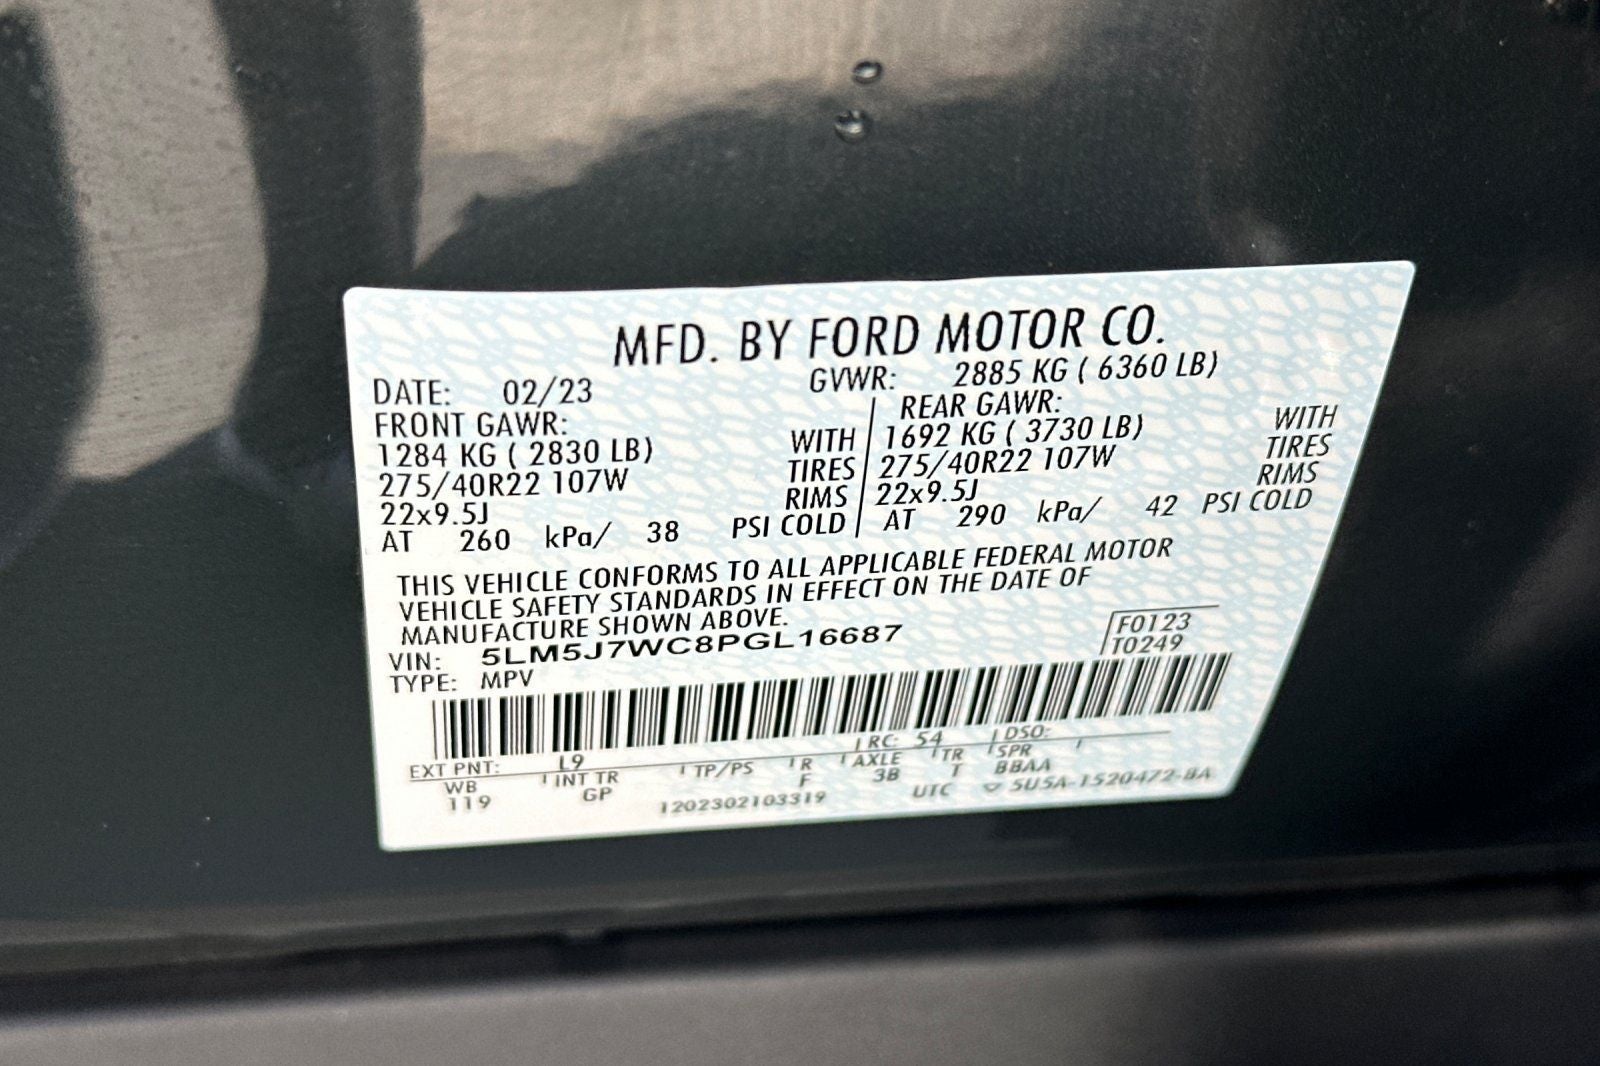 MFD. BY FORD MOTOR CO.
DATE: 02/23 GVWR: 2885 KG ( 6360 LB)
FRONT GAWR: REAR GAWR:
1284 KG ( 2830 LB) WITH 1692 KG ( 3730 LB) WITH
275/40R22 107W TIRES 275/40R22 107W TIRES
22x9.5J RIMS 22x9.5J RIMS
AT 260 kPa/ 38 PSI COLD AT 290 kPa/ 42 PSI COLD
THIS VEHICLE CONFORMS TO ALL APPLICABLE FEDERAL MOTOR
VEHICLE SAFETY STANDARDS IN EFFECT ON THE DATE OF
MANUFACTURE SHOWN ABOVE.
F0123
VIN: 5LM5J7WC8PGL16687
T0249
TYPE: MPV
EXT PNT: L9 RC: 54 DSO:
WB INT TR TP/PS R AXLE TR SPR
119 GP F 3B T BBAA
1202302103319 UTC 5U5A-1520472-BA